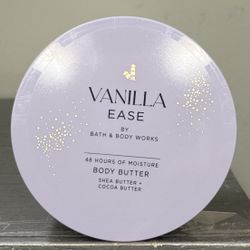 VANILLA
EASE
BY
BATH & BODY WORKS
48 HOURS OF MOISTURE
BODY BUTTER
SHEA BUTTER +
COCOA BUTTER